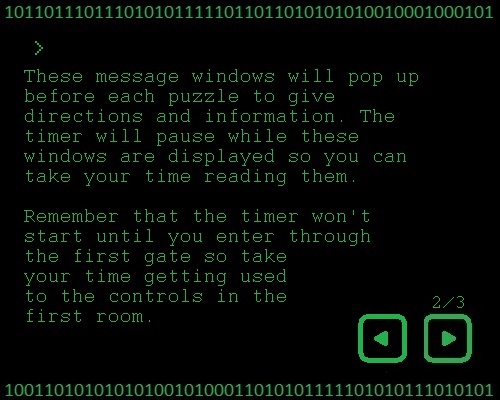 10110111011101010111110101101110110101010100100010001​01
>
These message windows will pop up
before each puzzle to give
directions and information. The
timer will pause while these
windows are displayed so you can
take your time reading them.
Remember that the timer won't
start until you enter through
the first gate so take
your time getting used
to the controls in the
first room.
2/3
10011010101010100101010001101010111110101010111010101